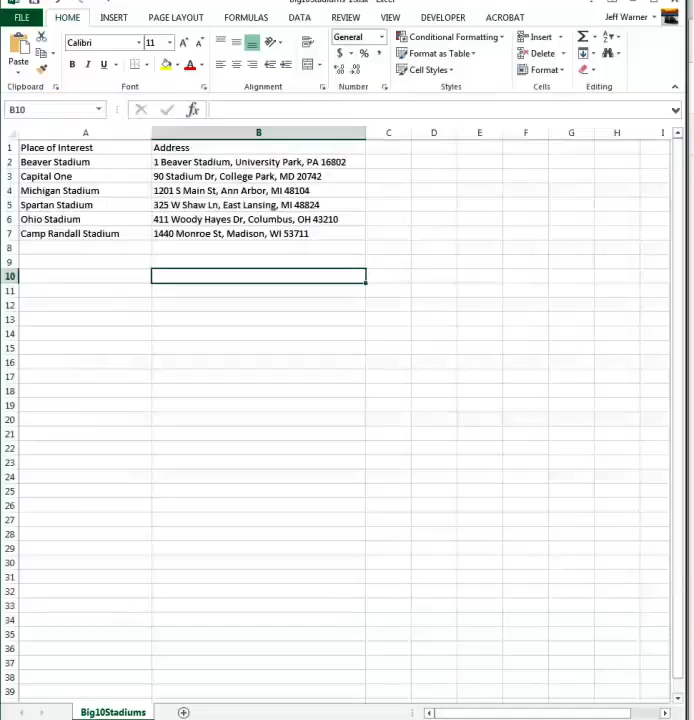 FILE HOME INSERT PAGE LAYOUT FORMULAS DATA REVIEW VIEW DEVELOPER ACROBAT Jeff Warner
Calibri 11 General Conditional Formatting Insert
Paste B I U A $ % Format as Table Delete
Cell Styles Format
Clipboard Font Alignment Number Styles Cells Editing
B10 fx
A B C D E F G H I
1 Place of Interest Address
2 Beaver Stadium 1 Beaver Stadium, University Park, PA 16802
3 Capital One 90 Stadium Dr, College Park, MD 20742
4 Michigan Stadium 1201 S Main St, Ann Arbor, MI 48104
5 Spartan Stadium 325 W Shaw Ln, East Lansing, MI 48824
6 Ohio Stadium 411 Woody Hayes Dr, Columbus, OH 43210
7 Camp Randall Stadium 1440 Monroe St, Madison, WI 53711
8
9
10
11
12
13
14
15
16
17
18
19
20
21
22
23
24
25
26
27
28
29
30
31
32
33
34
35
36
37
38
39
Big10Stadiums